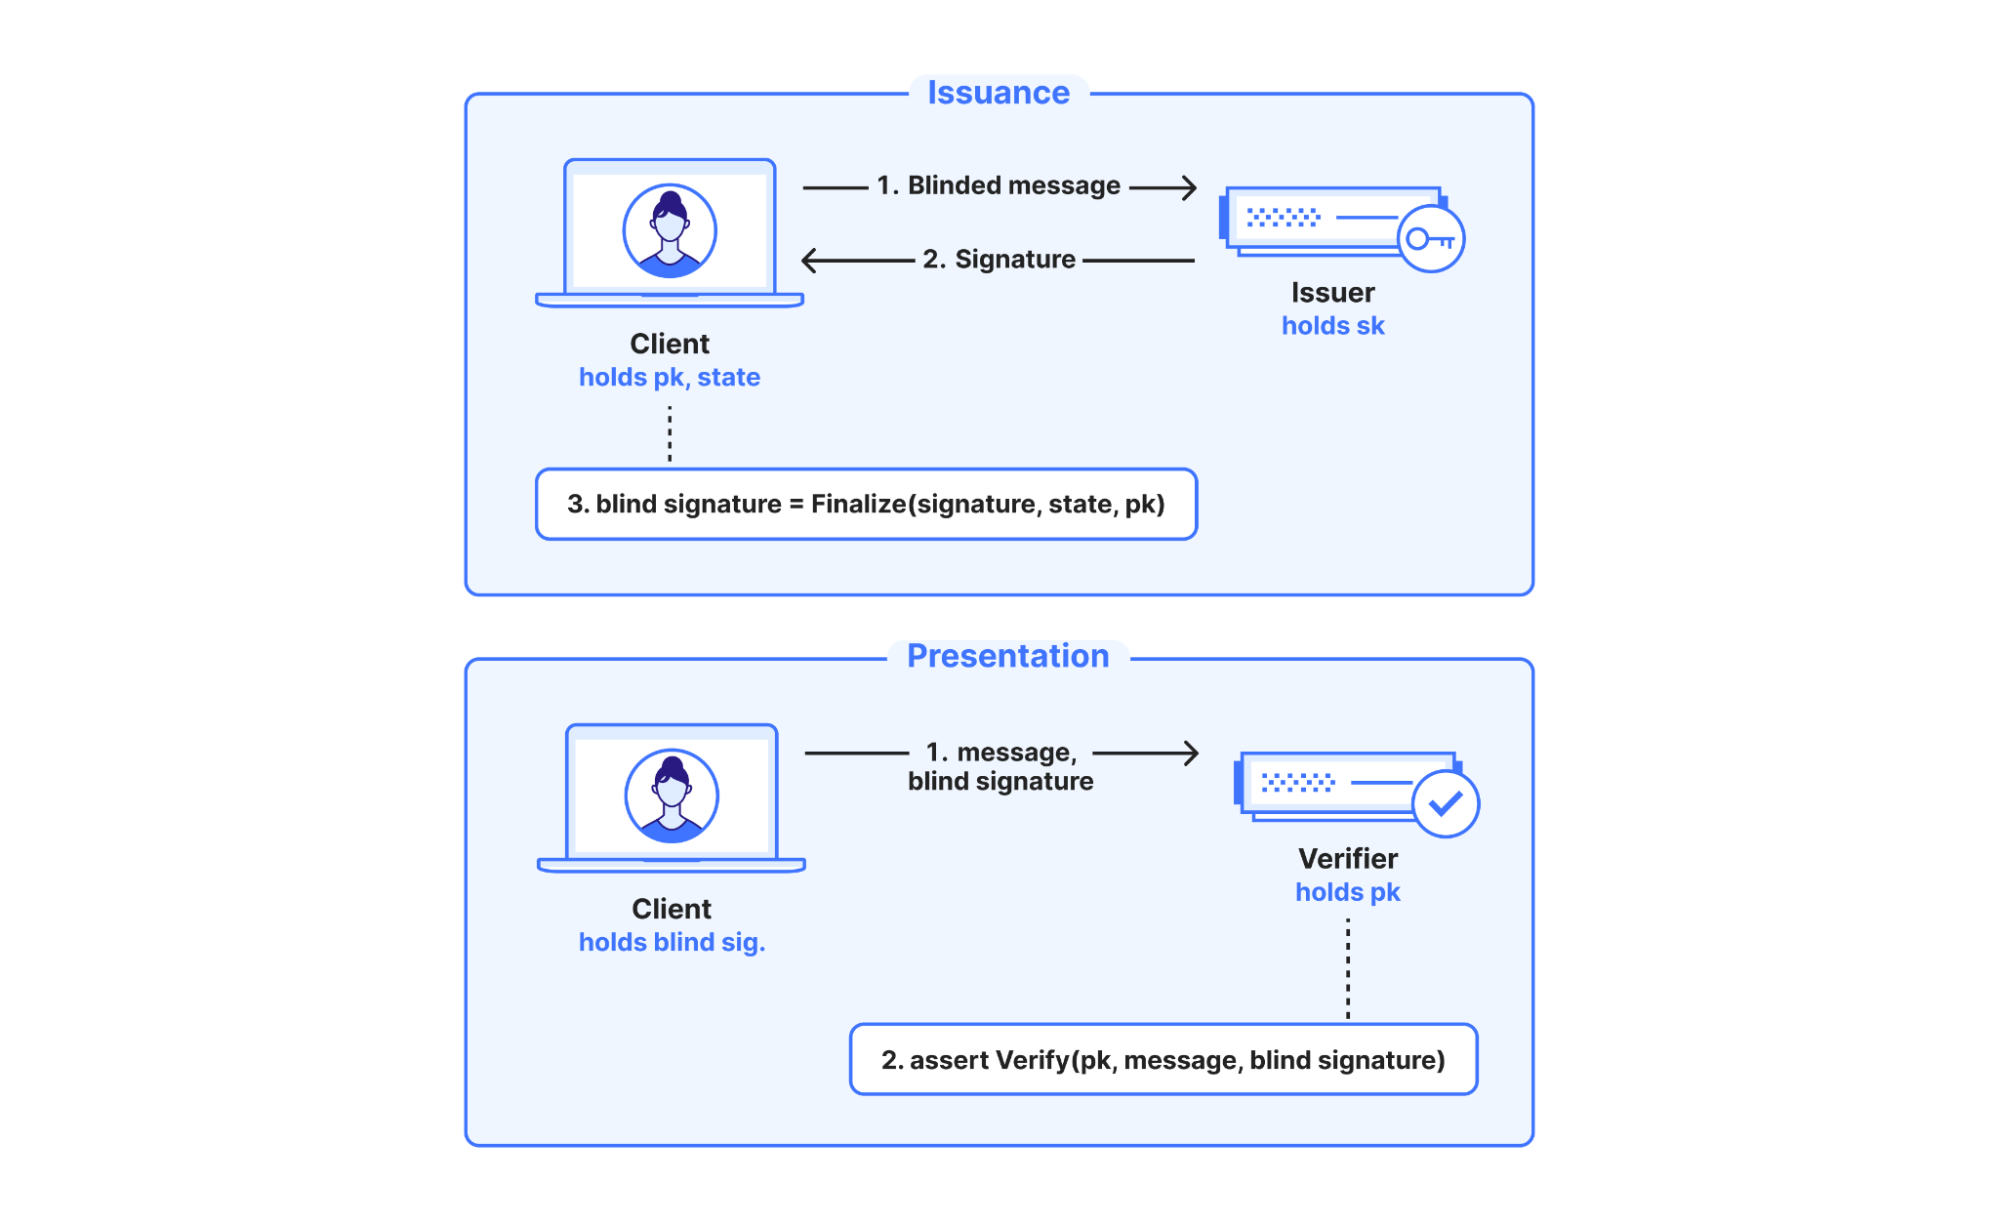 Issuance
1. Blinded message
2. Signature
Client
holds pk, state
Issuer
holds sk
3. blind signature = Finalize(signature, state, pk)
Presentation
1. message,
blind signature
Client
holds blind sig.
Verifier
holds pk
2. assert Verify(pk, message, blind signature)